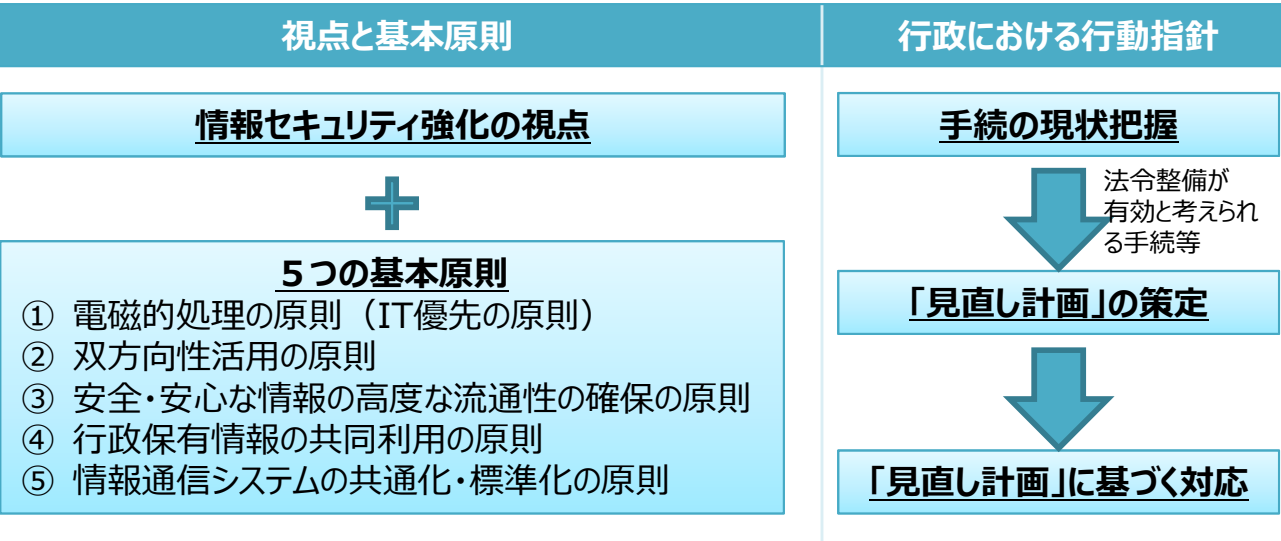 視点と基本原則
情報セキュリティ強化の視点
５つの基本原則
① 電磁的処理の原則（IT優先の原則）
② 双方向性活用の原則
③ 安全・安心な情報の高度な流通性の確保の原則
④ 行政保有情報の共同利用の原則
⑤ 情報通信システムの共通化・標準化の原則
行政における行動指針
手続の現状把握
法令整備が
有効と考えられ
る手続等
「見直し計画」の策定
「見直し計画」に基づく対応